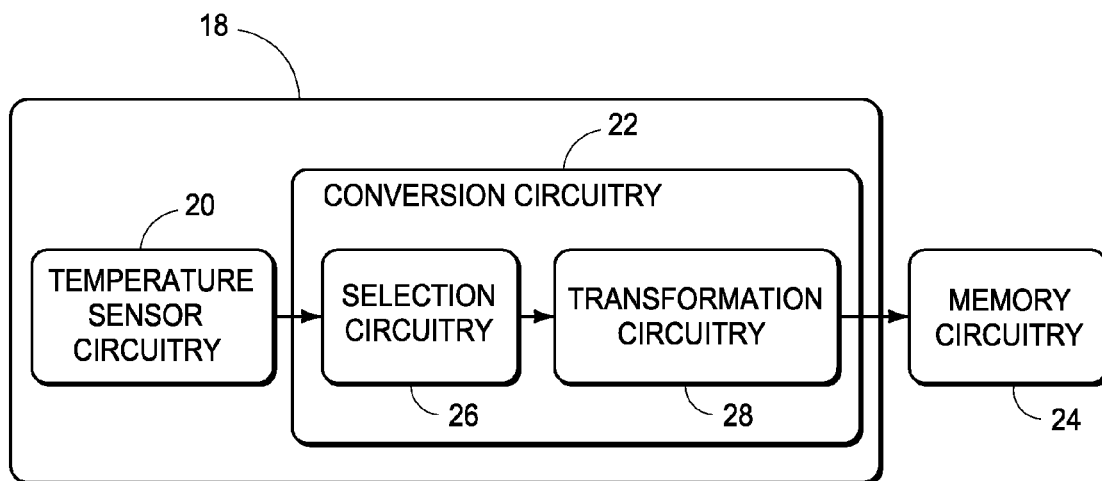 18
22
CONVERSION CIRCUITRY
20
TEMPERATURE
SENSOR
CIRCUITRY
SELECTION
CIRCUITRY
TRANSFORMATION
CIRCUITRY
MEMORY
CIRCUITRY
26
28
24